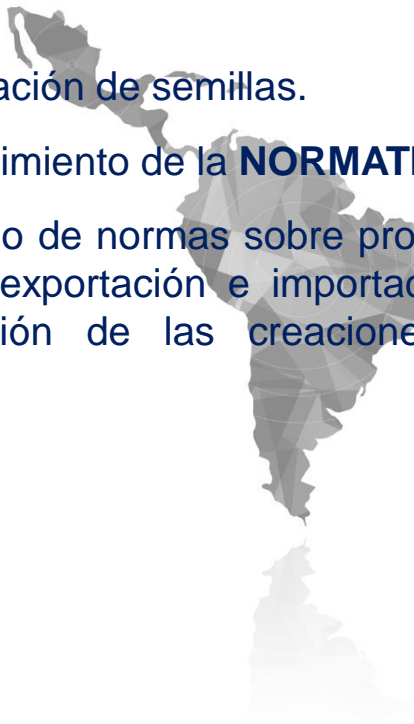 ación de semillas.
imiento de la NORMATI
o de normas sobre pro
exportación e importac
ión de las creacione